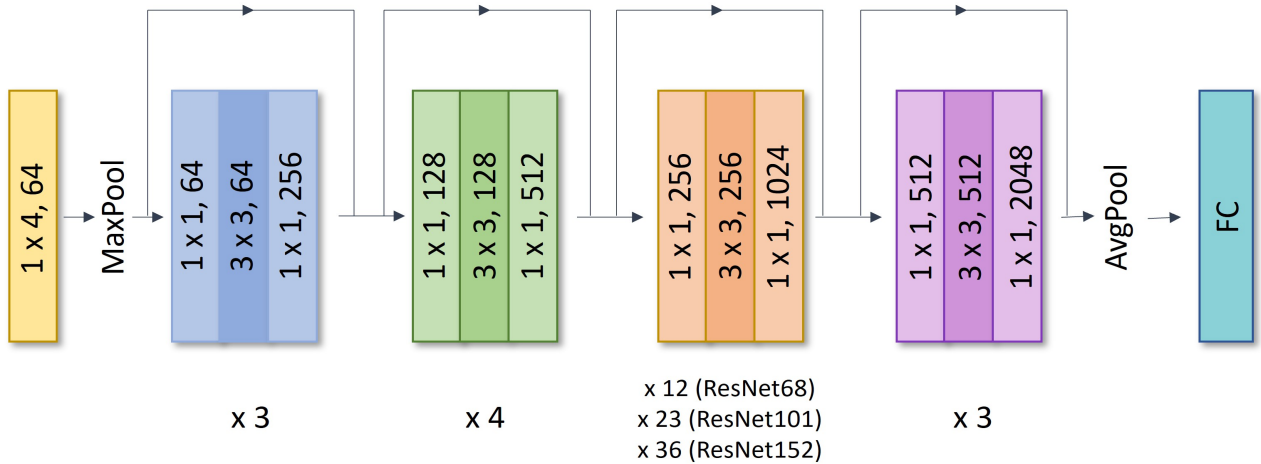 1 x 4, 64
MaxPool
1 x 1, 64
3 x 3, 64
1 x 1, 256
x 3
1 x 1, 128
3 x 3, 128
1 x 1, 512
x 4
1 x 1, 256
3 x 3, 256
1 x 1, 1024
x 12 (ResNet68)
x 23 (ResNet101)
x 36 (ResNet152)
1 x 1, 512
3 x 3, 512
1 x 1, 2048
x 3
AvgPool
FC